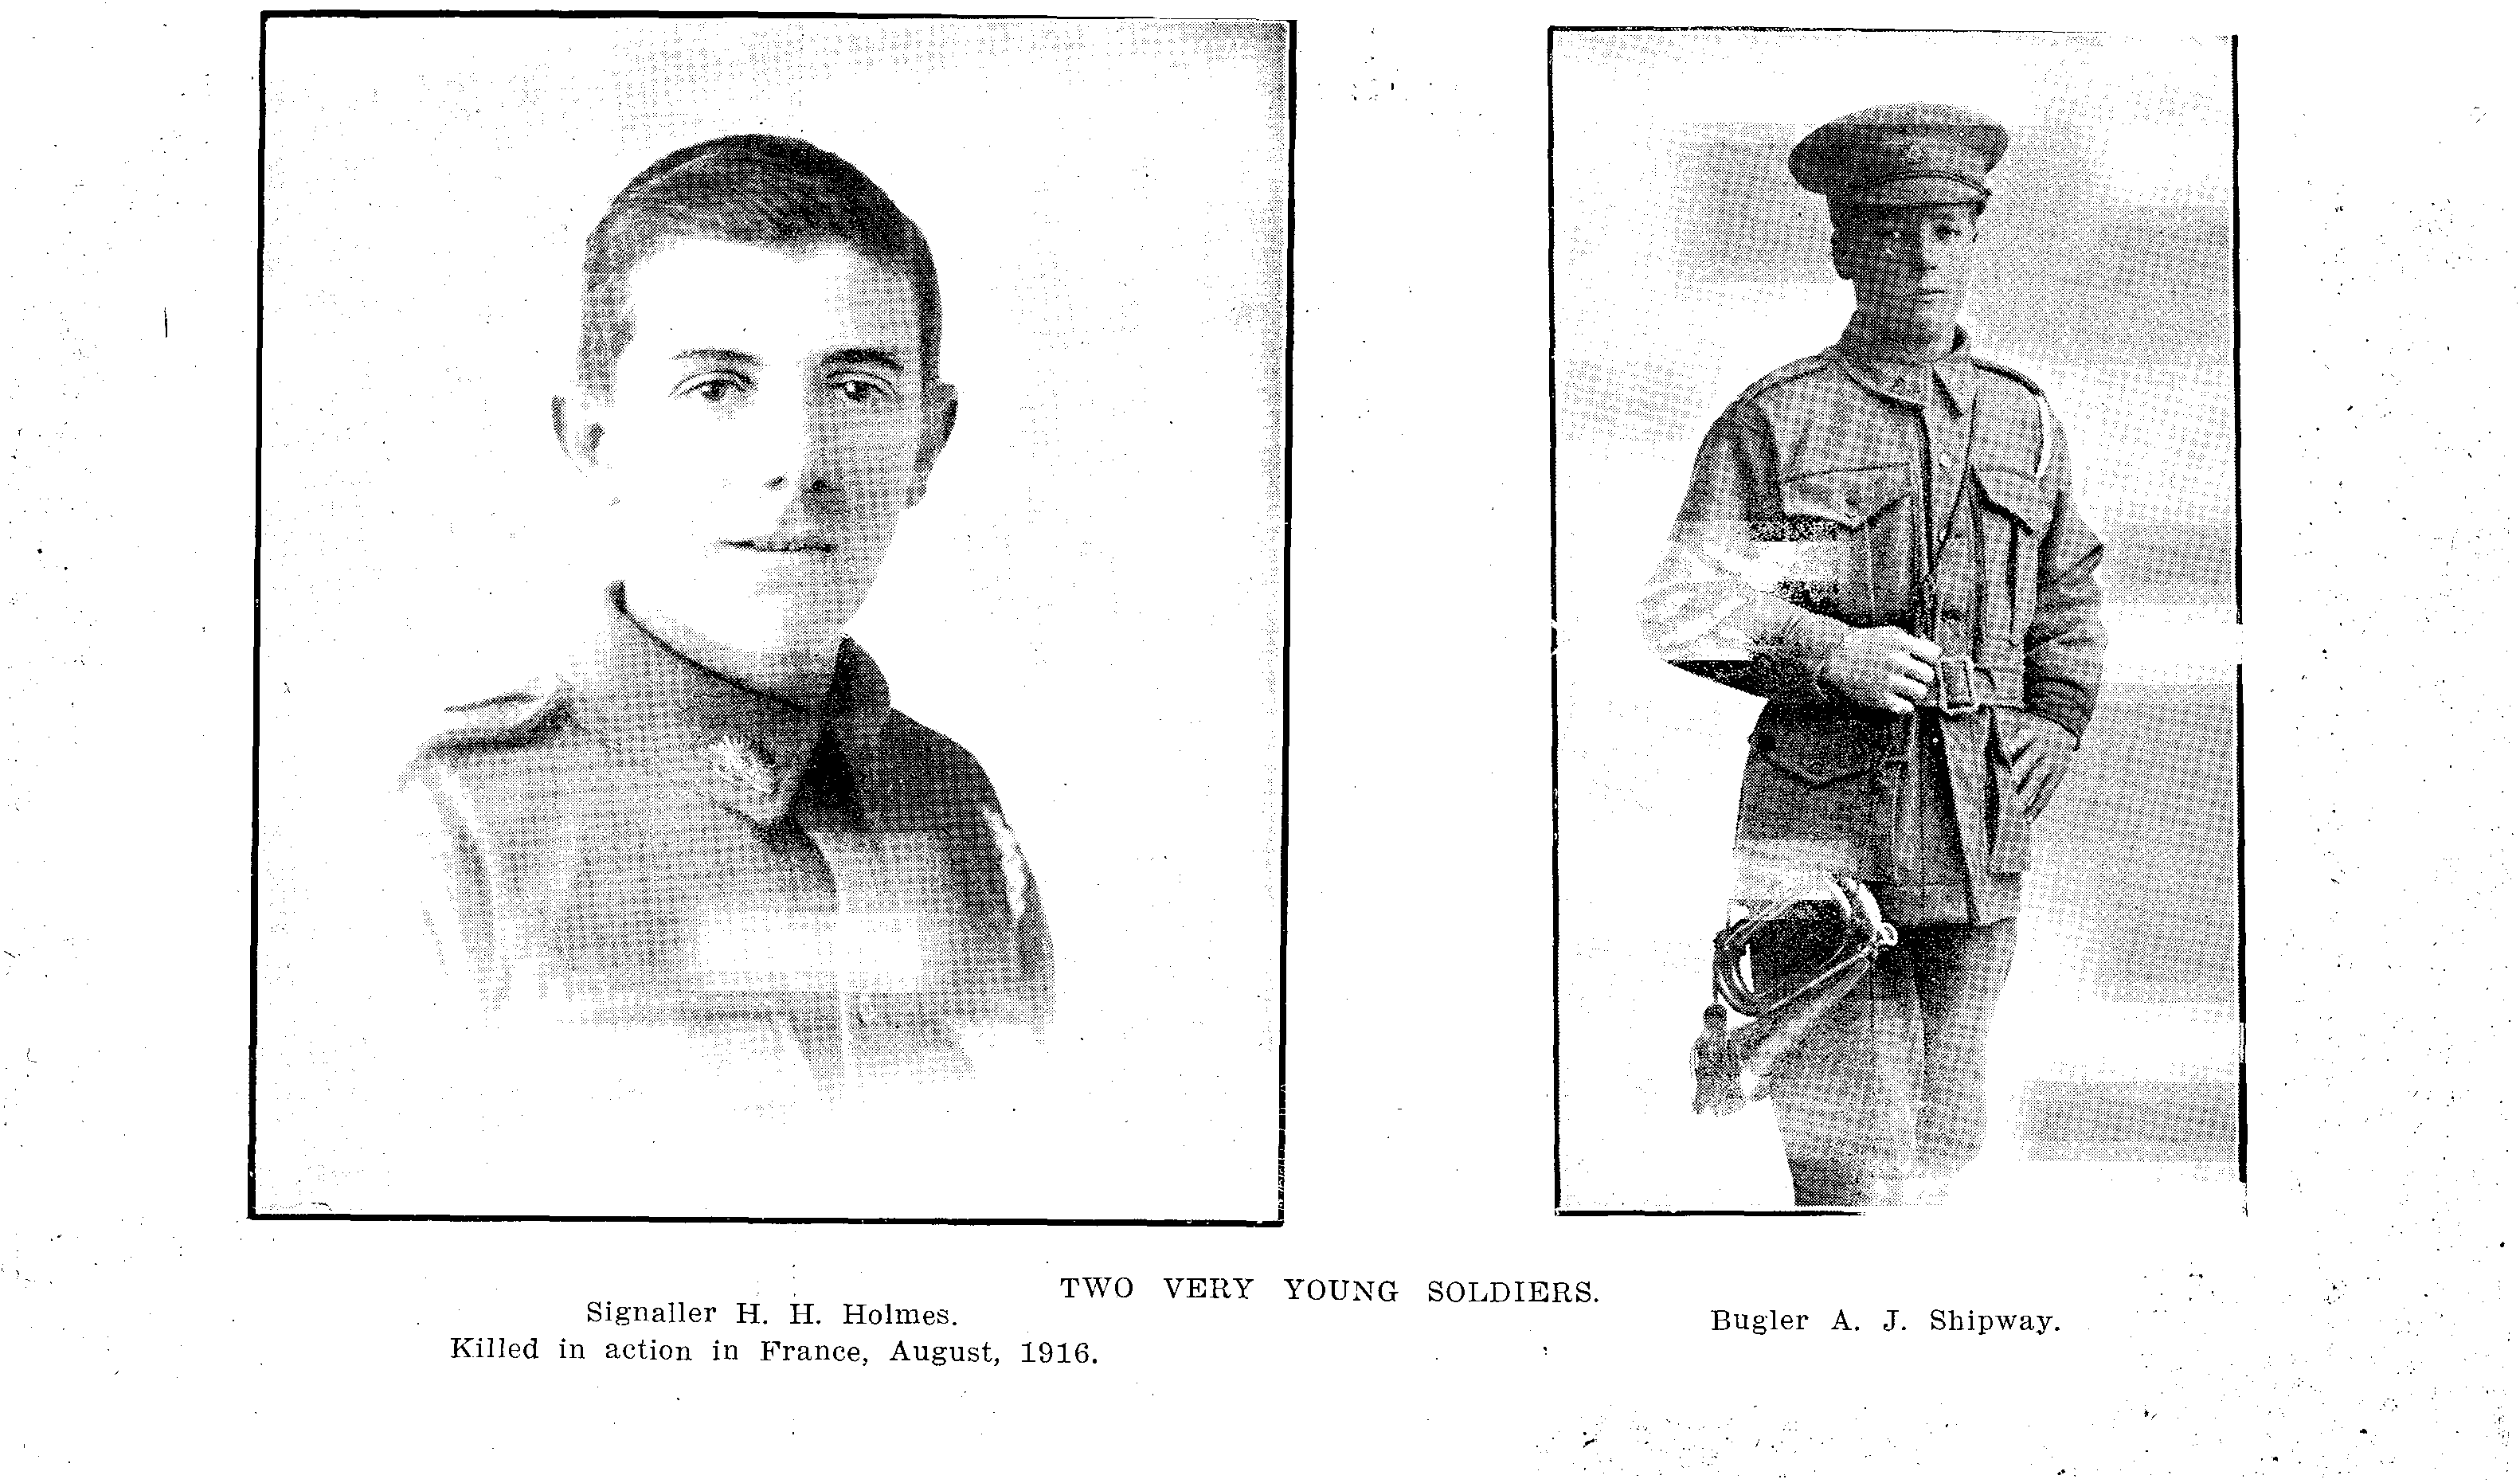 TWO VERY YOUNG SOLDIERS.
Signaller H. H. Holmes.
Killed in action in France, August, 1916.
Bugler A. J. Shipway.